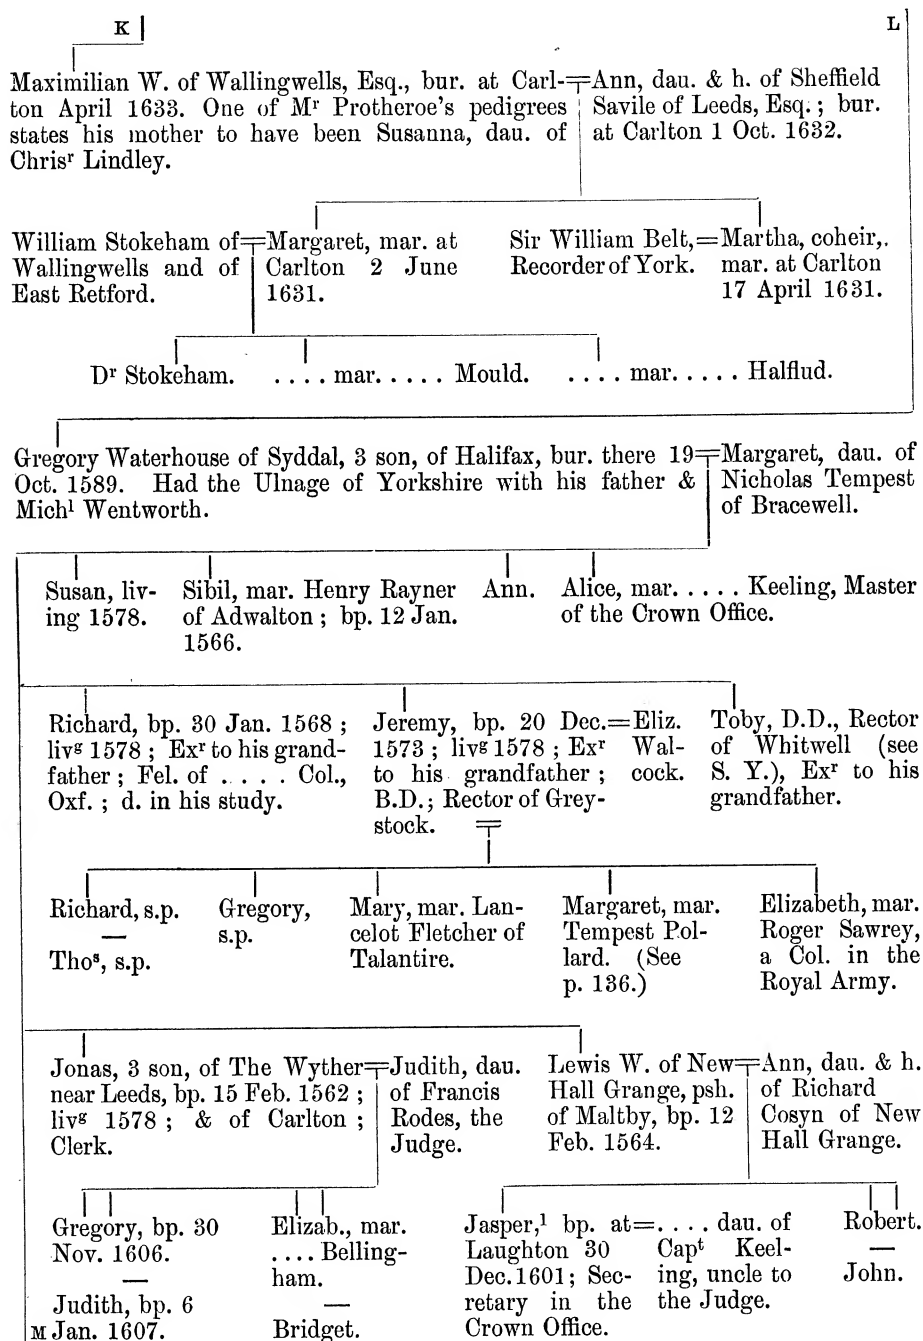 K L
Maximilian W. of Wallingwells, Esq., bur. at Carl-
ton April 1633. One of Mr Protheroe's pedigrees
states his mother to have been Susanna, dau. of
Chrisr Lindley.
Ann, dau. & h. of Sheffield
Savile of Leeds, Esq.; bur.
at Carlton 1 Oct. 1632.
William Stokeham of
Wallingwells and of
East Retford.
Margaret, mar. at
Carlton 2 June
1631.
Sir William Belt,
Recorder of York.
Martha, coheir,.
mar. at Carlton
17 April 1631.
Dr Stokeham.
.... mar..... Mould.
.... mar..... Halflud.
Gregory Waterhouse of Syddal, 3 son, of Halifax, bur. there 19
Oct. 1589. Had the Ulnage of Yorkshire with his father &
Michl Wentworth.
Margaret, dau. of
Nicholas Tempest
of Bracewell.
Susan, liv-
ing 1578.
Sibil, mar. Henry Rayner
of Adwalton; bp. 12 Jan.
1566.
Ann.
Alice, mar..... Keeling, Master
of the Crown Office.
Richard, bp. 30 Jan. 1568;
livg 1578; Exr to his grand-
father; Fel. of .... Col.,
Oxf.; d. in his study.
Jeremy, bp. 20 Dec.
1573; livg 1578; Exr
to his grandfather;
B.D.; Rector of Grey-
stock.
Eliz.
Wal-
cock.
Toby, D.D., Rector
of Whitwell (see
S. Y.), Exr to his
grandfather.
Richard, s.p.
—
Thos, s.p.
Gregory,
s.p.
Mary, mar. Lan-
celot Fletcher of
Talantire.
Margaret, mar.
Tempest Pol-
lard. (See
p. 136.)
Elizabeth, mar.
Roger Sawrey,
a Col. in the
Royal Army.
Jonas, 3 son, of The Wyther
near Leeds, bp. 15 Feb. 1562;
livg 1578; & of Carlton;
Clerk.
Judith, dau.
of Francis
Rodes, the
Judge.
Lewis W. of New
Hall Grange, psh.
of Maltby, bp. 12
Feb. 1564.
Ann, dau. & h.
of Richard
Cosyn of New
Hall Grange.
Gregory, bp. 30
Nov. 1606.
—
Judith, bp. 6
M Jan. 1607.
Elizab., mar.
.... Belling-
ham.
—
Bridget.
Jasper,1 bp. at
Laughton 30
Dec. 1601; Sec-
retary in the
Crown Office.
.... dau. of
Capt Keel-
ing, uncle to
the Judge.
Robert.
—
John.